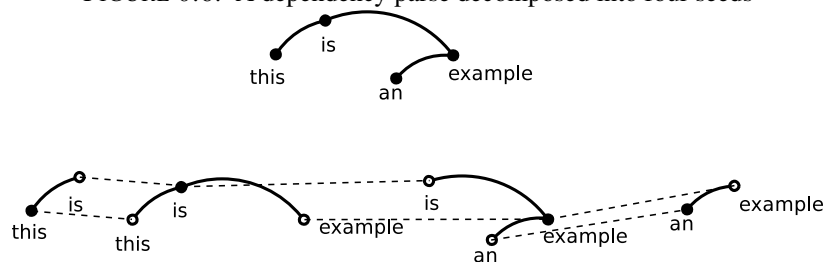 FIGURE 6.6: A dependency parse decomposed into four seeds
is
this
example
an
is
is
is
example
this
this
example
example
an
an